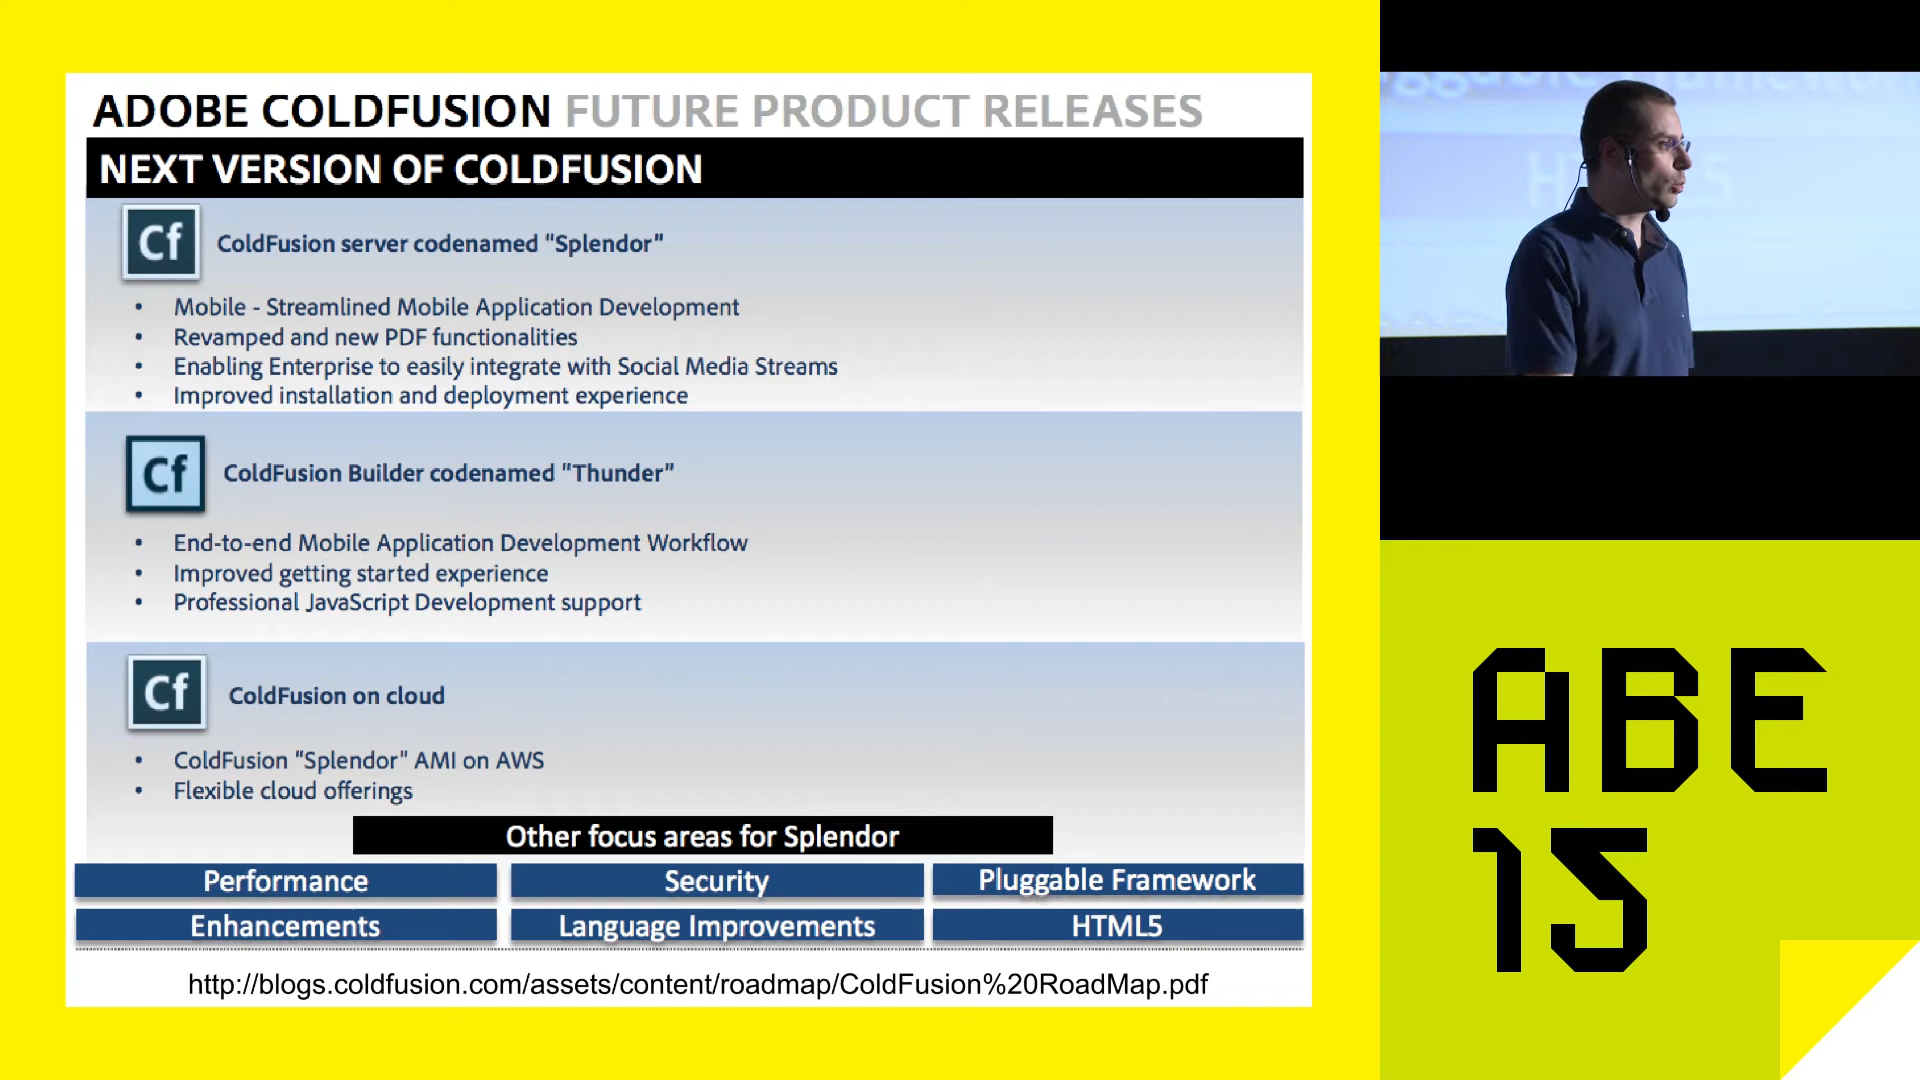 ADOBE COLDFUSION FUTURE PRODUCT RELEASES
NEXT VERSION OF COLDFUSION
Cf
ColdFusion server codenamed "Splendor"
• Mobile - Streamlined Mobile Application Development
• Revamped and new PDF functionalities
• Enabling Enterprise to easily integrate with Social Media Streams
• Improved installation and deployment experience
Cf
ColdFusion Builder codenamed "Thunder"
• End-to-end Mobile Application Development Workflow
• Improved getting started experience
• Professional JavaScript Development support
Cf
ColdFusion on cloud
• ColdFusion "Splendor" AMI on AWS
• Flexible cloud offerings
Other focus areas for Splendor
Performance
Security
Pluggable Framework
Enhancements
Language Improvements
HTML5
http://blogs.coldfusion.com/assets/content/roadmap/ColdFusion%20RoadMap.pdf
ABE
15